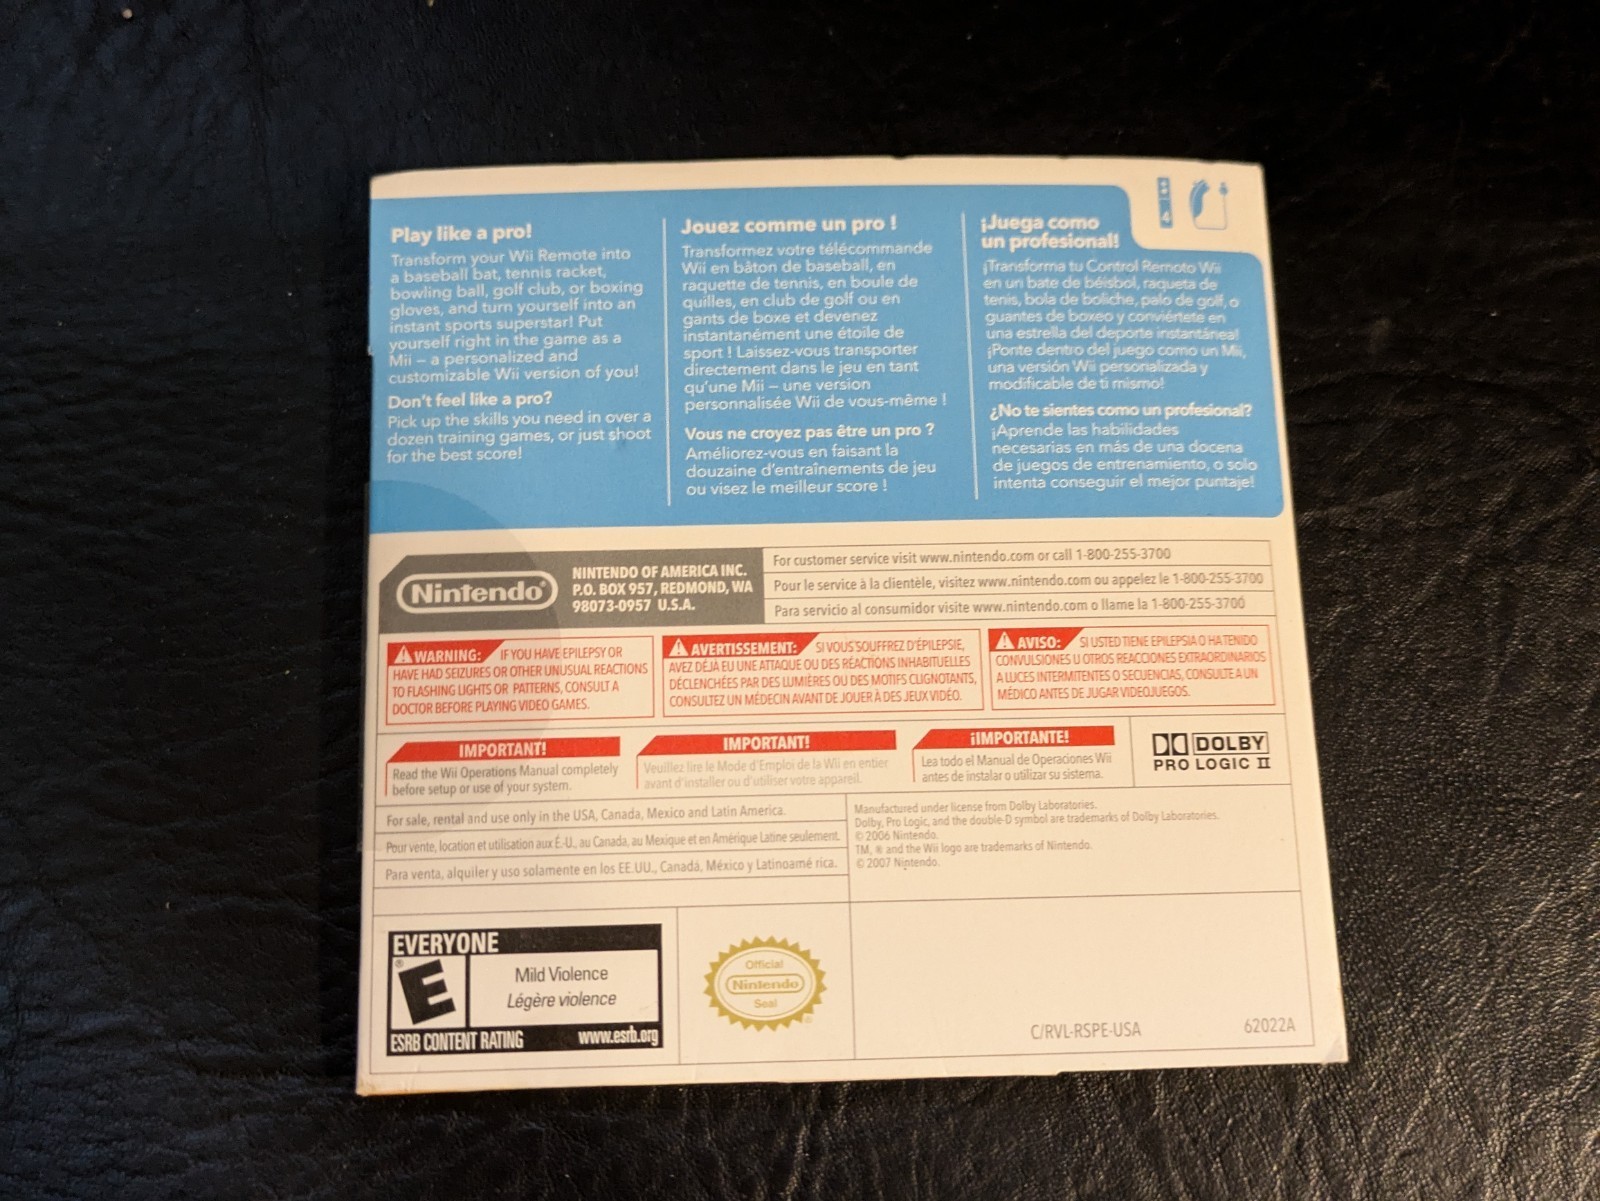 4
Play like a pro!
Transform your Wii Remote into
a baseball bat, tennis racket,
bowling ball, golf club, or boxing
gloves, and turn yourself into an
instant sports superstar! Put
yourself right in the game as a
Mii – a personalized and
customizable Wii version of you!
Don't feel like a pro?
Pick up the skills you need in over a
dozen training games, or just shoot
for the best score!
Jouez comme un pro !
Transformez votre télécommande
Wii en bâton de baseball, en
raquette de tennis, en boule de
quilles, en club de golf ou en
gants de boxe et devenez
instantanément une étoile de
sport ! Laissez-vous transporter
directement dans le jeu en tant
qu'une Mii – une version
personnalisée Wii de vous-même !
Vous ne croyez pas être un pro ?
Améliorez-vous en faisant la
douzaine d'entraînements de jeu
ou visez le meilleur score !
¡Juega como
un profesional!
¡Transforma tu Control Remoto Wii
en un bate de béisbol, raqueta de
tenis, bola de boliche, palo de golf, o
guantes de boxeo y conviértete en
una estrella del deporte instantánea!
¡Ponte dentro del juego como un Mii,
una versión Wii personalizada y
modificable de ti mismo!
¿No te sientes como un profesional?
¡Aprende las habilidades
necesarias en más de una docena
de juegos de entrenamiento, o solo
intenta conseguir el mejor puntaje!
Nintendo®
NINTENDO OF AMERICA INC.
P.O. BOX 957, REDMOND, WA
98073-0957 U.S.A.
For customer service visit www.nintendo.com or call 1-800-255-3700
Pour le service à la clientèle, visitez www.nintendo.com ou appelez le 1-800-255-3700
Para servicio al consumidor visite www.nintendo.com o llame la 1-800-255-3700
WARNING: IF YOU HAVE EPILEPSY OR
HAVE HAD SEIZURES OR OTHER UNUSUAL REACTIONS
TO FLASHING LIGHTS OR PATTERNS, CONSULT A
DOCTOR BEFORE PLAYING VIDEO GAMES.
AVERTISSEMENT: SI VOUS SOUFFREZ D'ÉPILEPSIE,
AVEZ DÉJÀ EU UNE ATTAQUE OU DES RÉACTIONS INHABITUELLES
DÉCLENCHÉES PAR DES LUMIÈRES OU DES MOTIFS CLIGNOTANTS,
CONSULTEZ UN MÉDECIN AVANT DE JOUER À DES JEUX VIDÉO.
AVISO: SI USTED TIENE EPILEPSIA O HA TENIDO
CONVULSIONES U OTROS REACCIONES EXTRAORDINARIOS
A LUCES INTERMITENTES O SECUENCIAS, CONSULTE A UN
MÉDICO ANTES DE JUGAR VIDEOJUEGOS.
IMPORTANT!
Read the Wii Operations Manual completely
before setup or use of your system.
IMPORTANT!
Veuillez lire le Mode d'Emploi de la Wii en entier
avant d'installer ou d'utiliser votre appareil.
¡IMPORTANTE!
Lea todo el Manual de Operaciones Wii
antes de instalar o utilizar su sistema.
DOLBY
PRO LOGIC II
For sale, rental and use only in the USA, Canada, Mexico and Latin America.
Pour vente, location et utilisation aux É.-U., au Canada, au Mexique et en Amérique Latine seulement.
Para venta, alquiler y uso solamente en los EE.UU., Canadá, México y Latinoamé rica.
Manufactured under license from Dolby Laboratories.
Dolby, Pro Logic, and the double-D symbol are trademarks of Dolby Laboratories.
© 2006 Nintendo.
TM, ® and the Wii logo are trademarks of Nintendo.
© 2007 Nintendo.
EVERYONE
E®
Mild Violence
Légère violence
ESRB CONTENT RATING www.esrb.org
Official
Nintendo
Seal
C/RVL-RSPE-USA
62022A